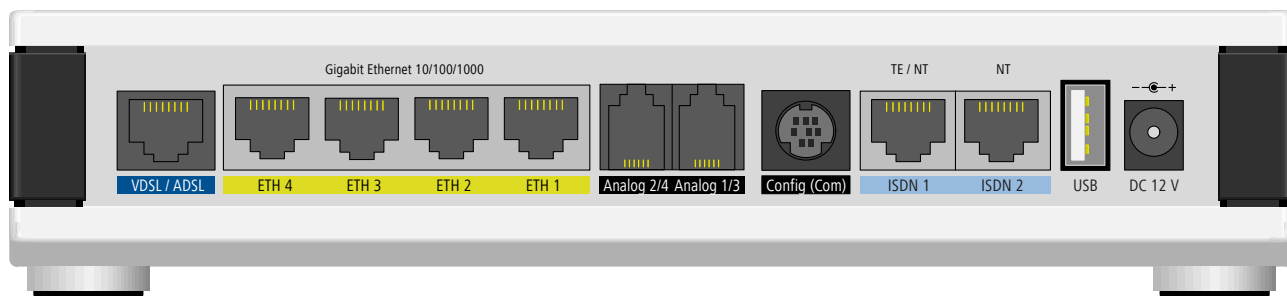 Gigabit Ethernet 10/100/1000
TE / NT
NT
- +
VDSL / ADSL
ETH 4
ETH 3
ETH 2
ETH 1
Analog 2/4
Analog 1/3
Config (Com)
ISDN 1
ISDN 2
USB
DC 12 V